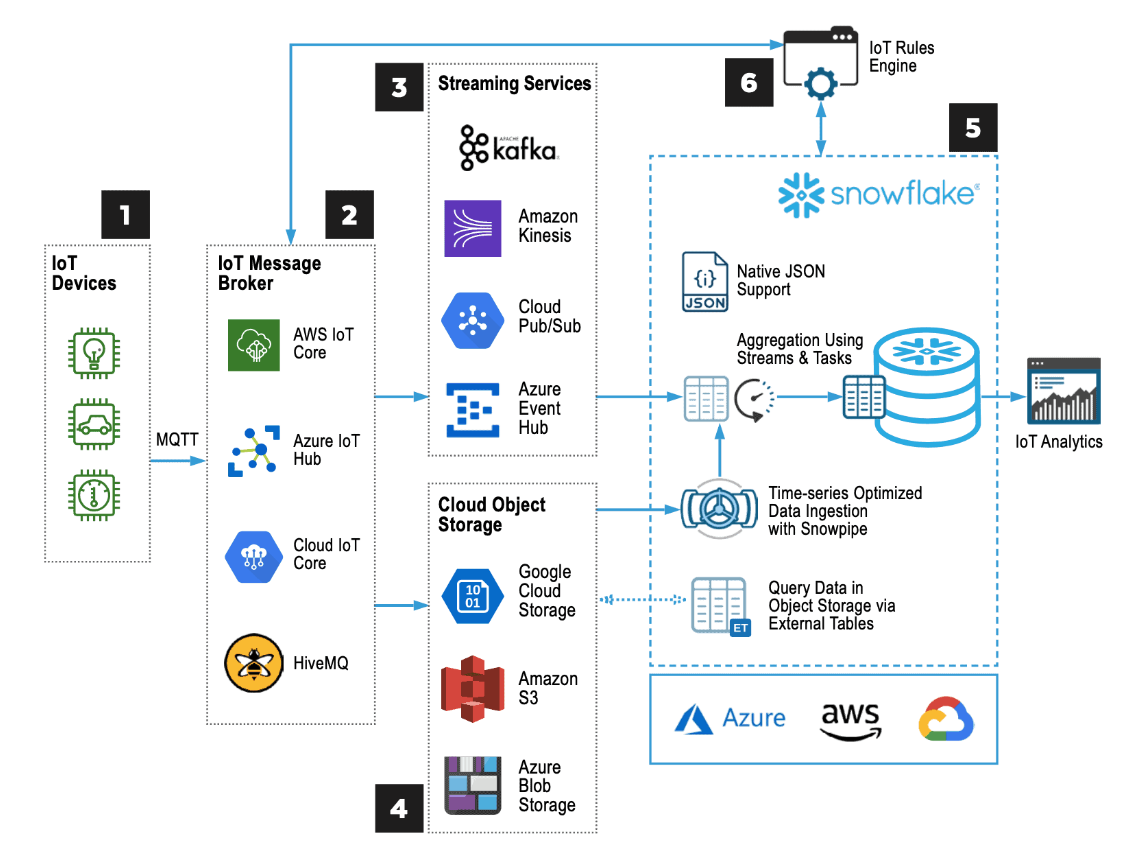 1
IoT
Devices
MQTT
2
IoT Message
Broker
AWS IoT
Core
Azure IoT
Hub
Cloud IoT
Core
HiveMQ
3
Streaming Services
APACHE
kafka
Amazon
Kinesis
Cloud
Pub/Sub
Azure
Event
Hub
4
Cloud Object
Storage
10
01
Google
Cloud
Storage
Amazon
S3
Azure
Blob
Storage
6
IoT Rules
Engine
5
snowflake®
{i}
JSON
Native JSON
Support
Aggregation Using
Streams & Tasks
Time-series Optimized
Data Ingestion
with Snowpipe
ET
Query Data in
Object Storage via
External Tables
Azure
aws
IoT Analytics